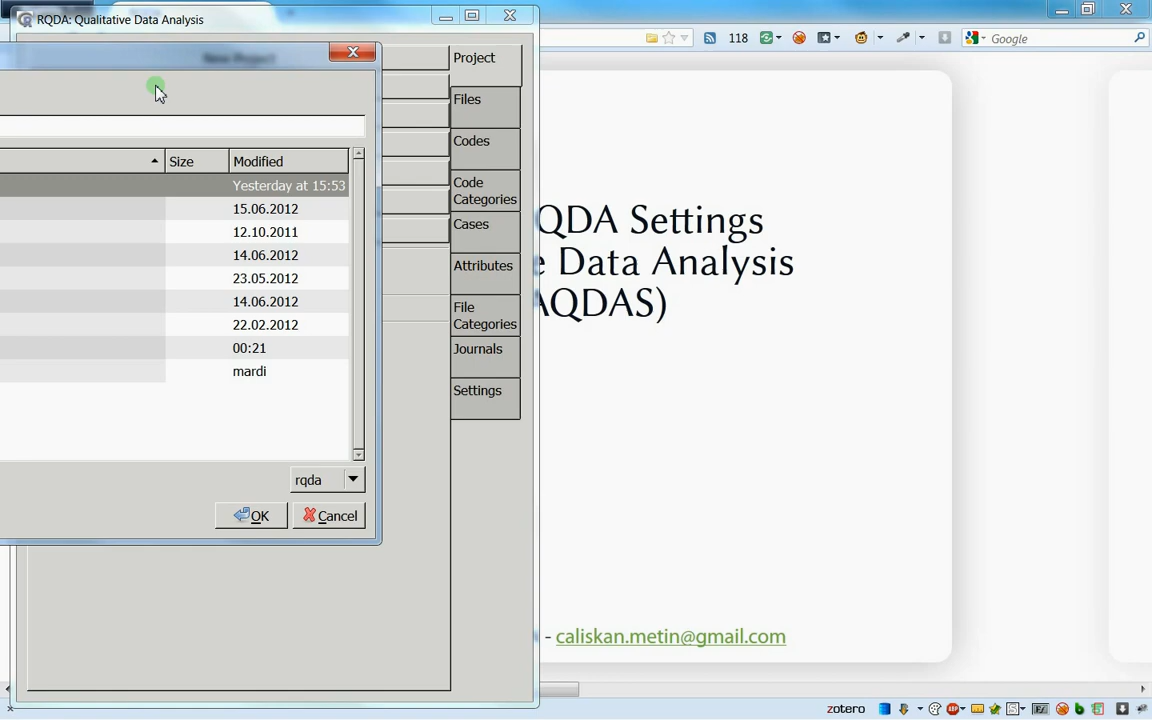 RQDA: Qualitative Data Analysis
New Project
Size
Modified
Yesterday at 15:53
15.06.2012
12.10.2011
14.06.2012
23.05.2012
14.06.2012
22.02.2012
00:21
mardi
rqda
OK
Cancel
Project
Files
Codes
Code
Categories
Cases
Attributes
File
Categories
Journals
Settings
118
Google
QDA Settings
e Data Analysis
AQDAS)
- caliskan.metin@gmail.com
zotero